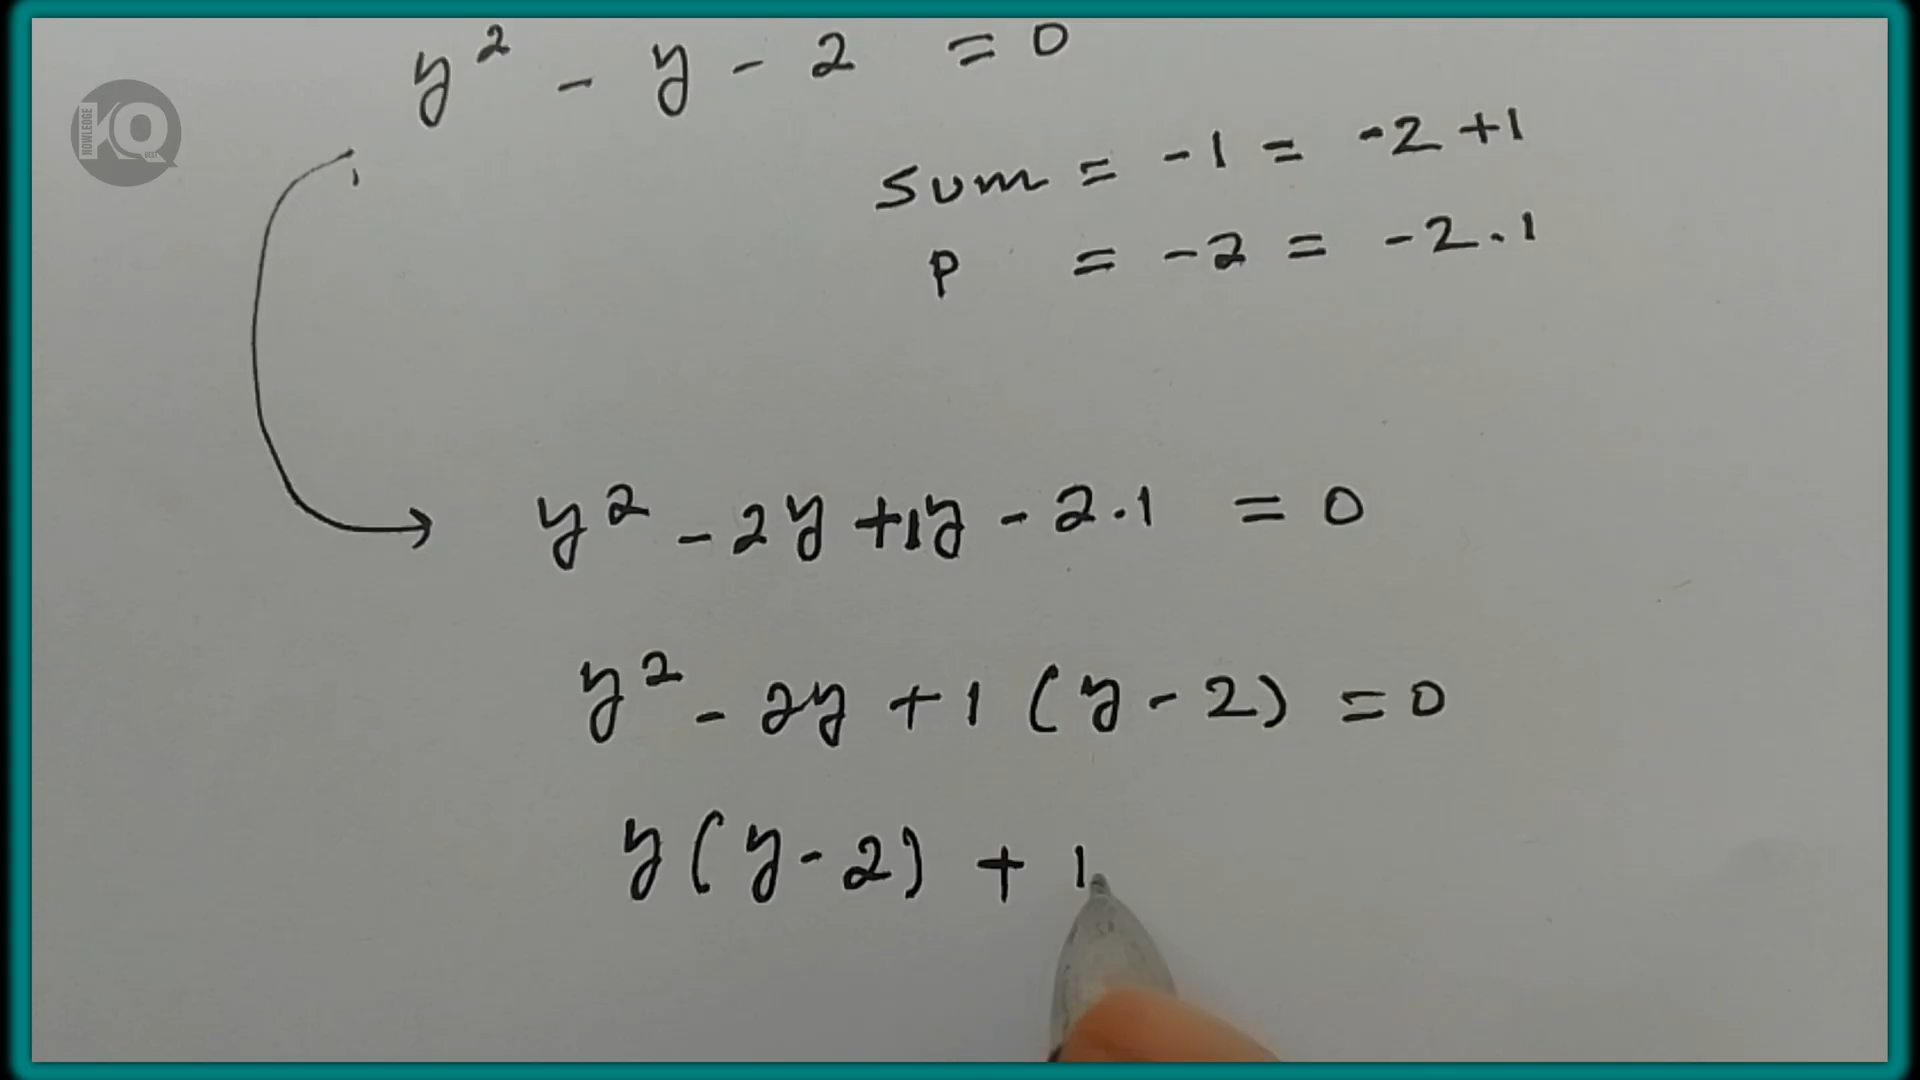 y² - y - 2 = 0
KNOWLEDGE
Sum = -1 = -2 +1
P = -2 = -2.1
y² - 2y + 1y - 2.1 = 0
y² - 2y + 1 (y - 2) = 0
y(y - 2) + 1